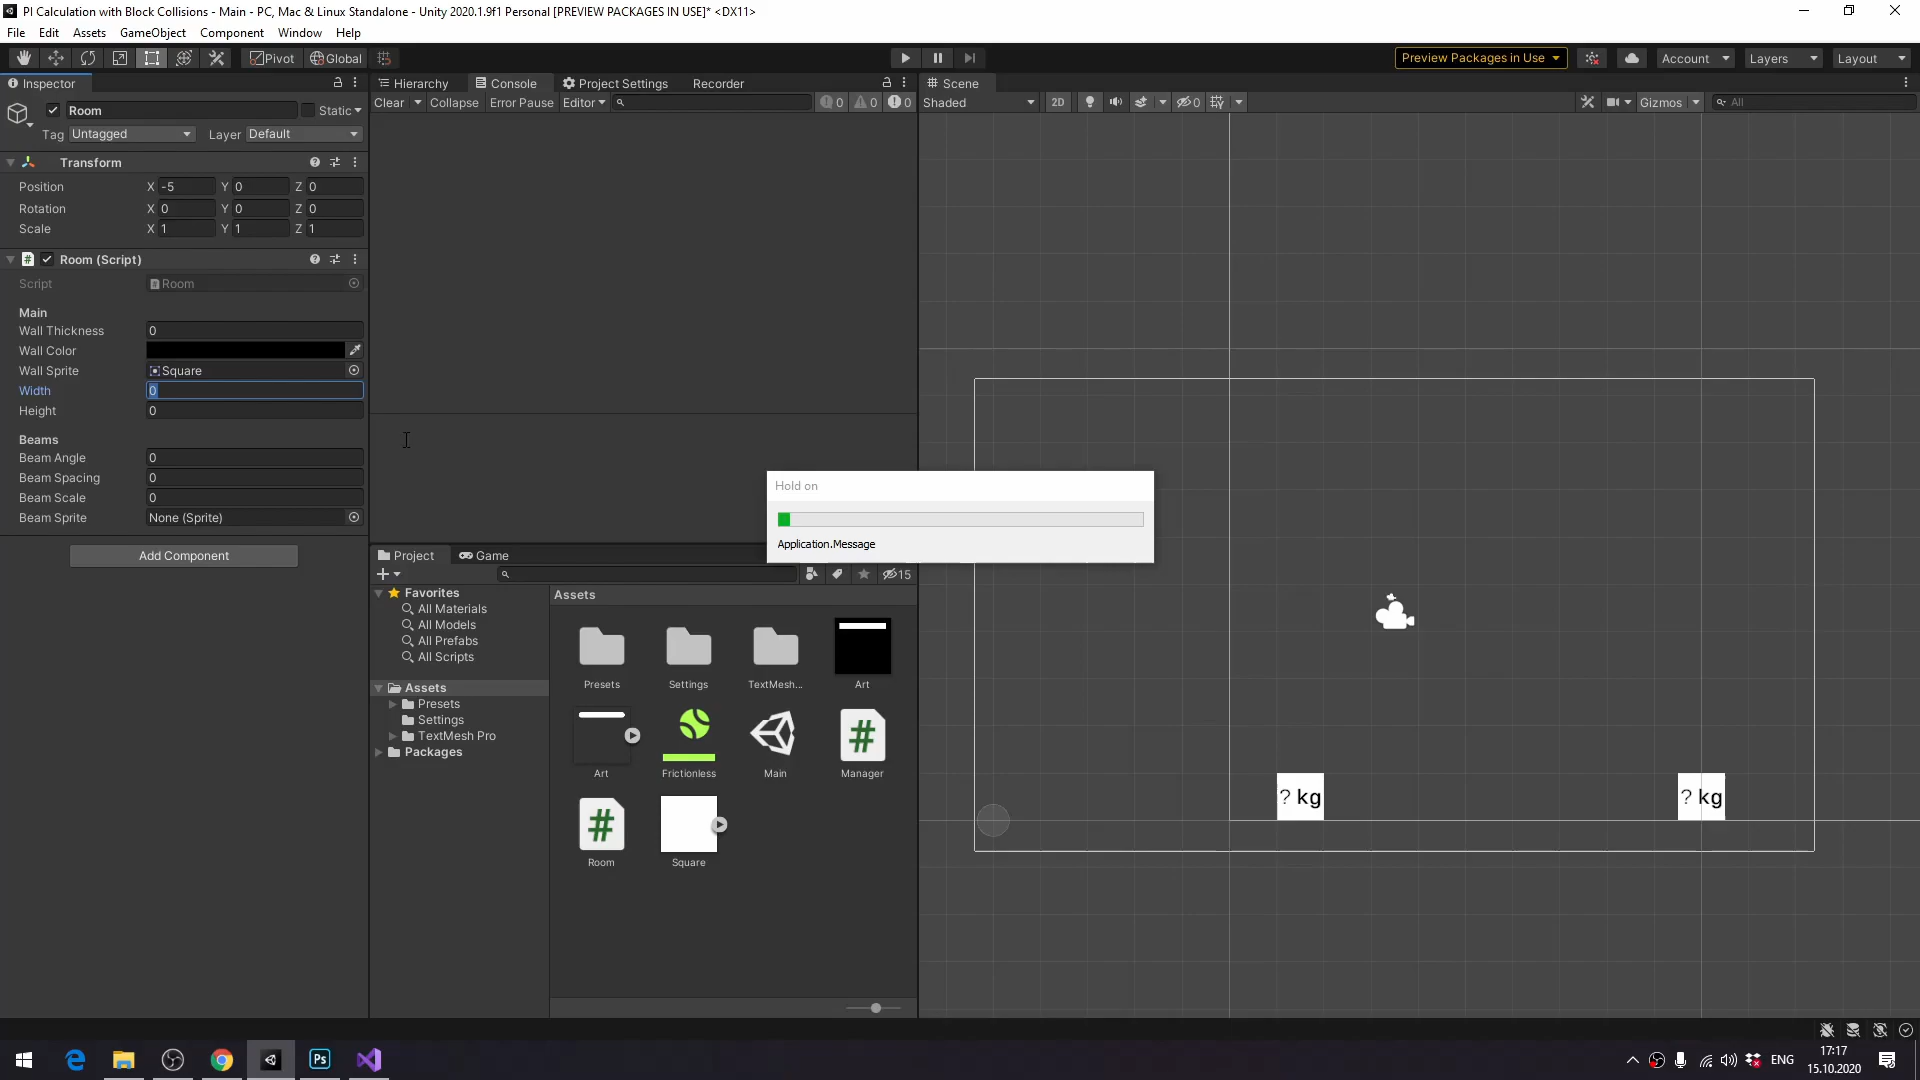 PI Calculation with Block Collisions - Main - PC, Mac & Linux Standalone - Unity 2020.1.9f1 Personal [PREVIEW PACKAGES IN USE]* <DX11>
File Edit Assets GameObject Component Window Help
Pivot Global Preview Packages in Use Account Layers Layout
Inspector
Room Static
Tag Untagged Layer Default
Transform
Position X -5 Y 0 Z 0
Rotation X 0 Y 0 Z 0
Scale X 1 Y 1 Z 1
# Room (Script)
Script Room
Main
Wall Thickness 0
Wall Color
Wall Sprite Square
Width 0
Height 0
Beams
Beam Angle 0
Beam Spacing 0
Beam Scale 0
Beam Sprite None (Sprite)
Add Component
Hierarchy Console Project Settings Recorder
Clear Collapse Error Pause Editor 0 0 0
Scene
Shaded 2D 0 Gizmos All
Hold on
Application.Message
? kg
? kg
Project Game
15
Favorites
All Materials
All Models
All Prefabs
All Scripts
Assets
Presets
Settings
TextMesh Pro
Packages
Assets
Presets Settings TextMesh... Art
Art Frictionless Main Manager
Room Square
Ps ENG
17:17
15.10.2020